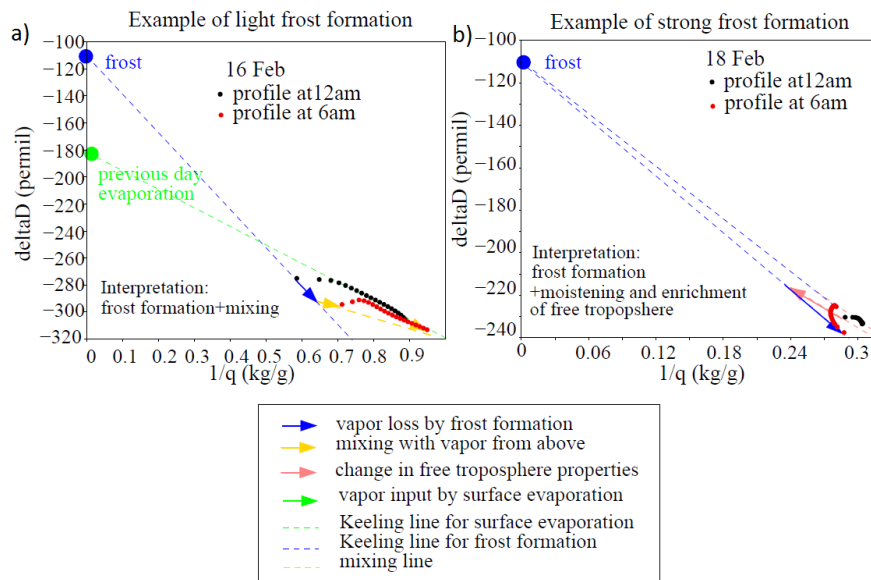 Example of light frost formation
a)
−100
−120
−140
−160
−180
−200
−220
−240
−260
−280
−300
−320
deltaD (permil)
frost
16 Feb
profile at12am
profile at 6am
previous day
evaporation
Interpretation:
frost formation+mixing
0
0.1
0.2
0.3
0.4
0.5
0.6
0.7
0.8
0.9
1/q (kg/g)
Example of strong frost formation
b)
−100
−120
−140
−160
−180
−200
−220
−240
deltaD (permil)
frost
18 Feb
profile at12am
profile at 6am
Interpretation:
frost formation
+moistening and enrichment
of free tropopshere
0
0.06
0.12
0.18
0.24
0.3
1/q (kg/g)
vapor loss by frost formation
mixing with vapor from above
change in free troposphere properties
vapor input by surface evaporation
Keeling line for surface evaporation
Keeling line for frost formation
mixing line